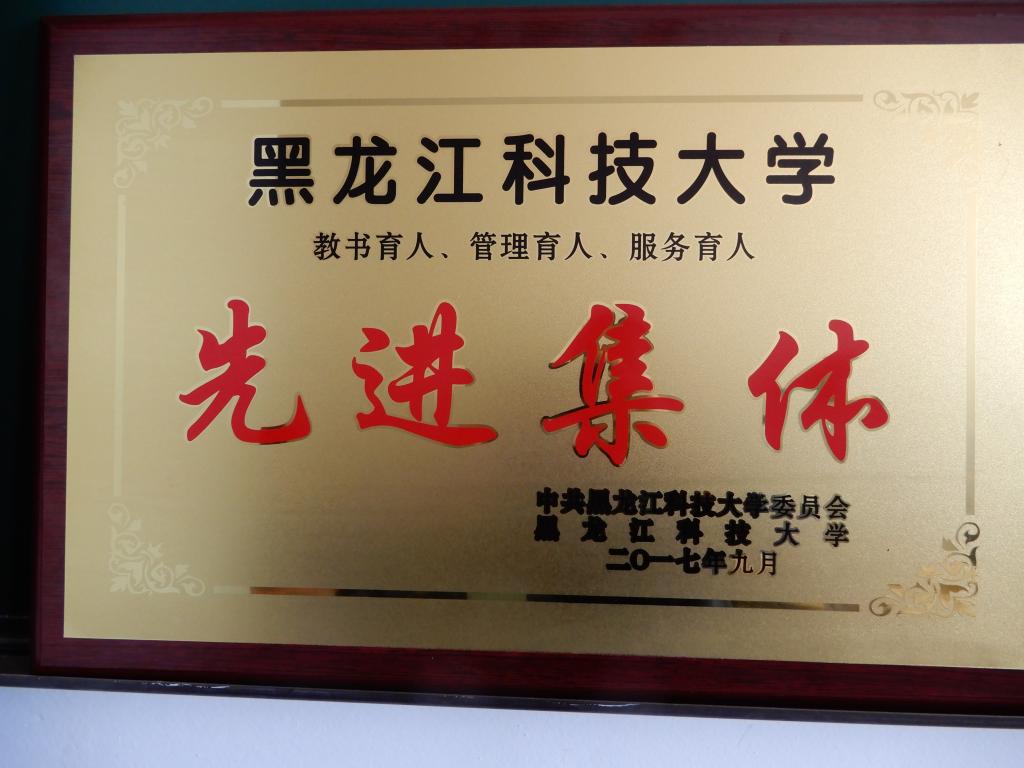 黑龙江科技大学
教书育人、管理育人、服务育人
先进集体
中共黑龙江科技大学委员会
黑龙江科技大学
二〇一七年九月